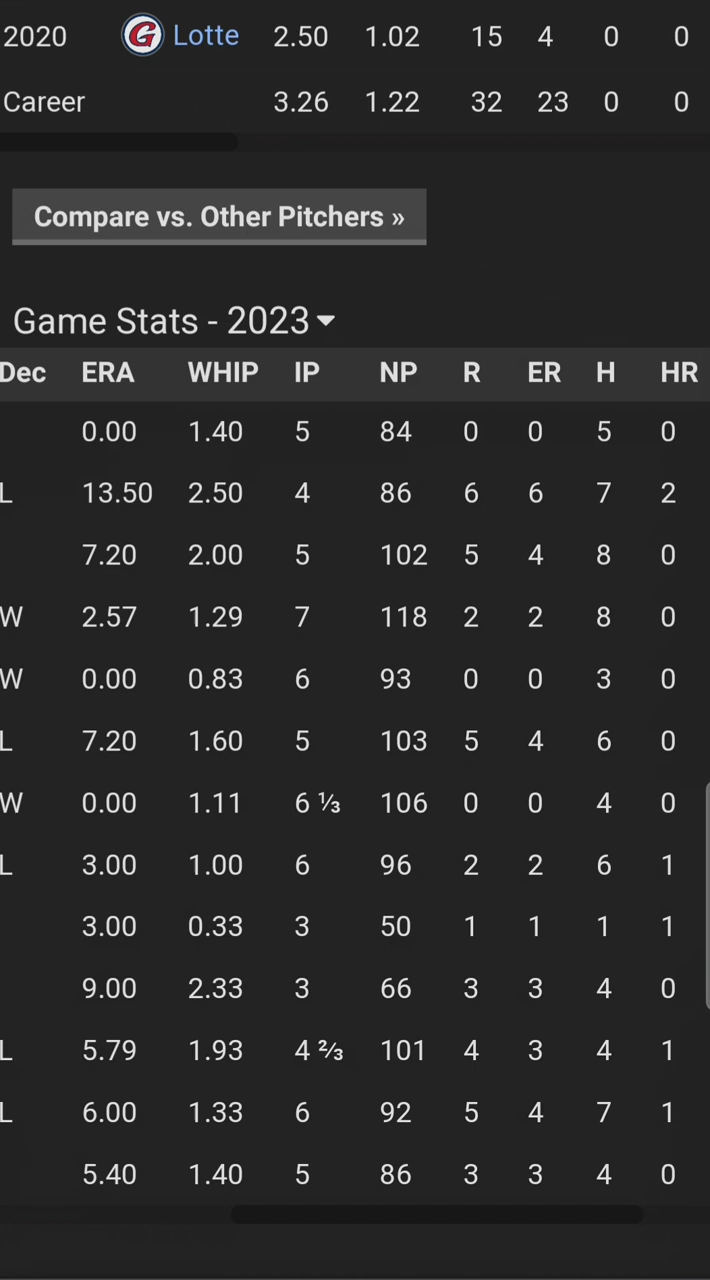 2020 G Lotte 2.50 1.02 15 4 0 0
Career 3.26 1.22 32 23 0 0
Compare vs. Other Pitchers »
Game Stats - 2023
Dec ERA WHIP IP NP R ER H HR
0.00 1.40 5 84 0 0 5 0
L 13.50 2.50 4 86 6 6 7 2
7.20 2.00 5 102 5 4 8 0
W 2.57 1.29 7 118 2 2 8 0
W 0.00 0.83 6 93 0 0 3 0
L 7.20 1.60 5 103 5 4 6 0
W 0.00 1.11 6 ⅓ 106 0 0 4 0
L 3.00 1.00 6 96 2 2 6 1
3.00 0.33 3 50 1 1 1 1
9.00 2.33 3 66 3 3 4 0
L 5.79 1.93 4 ⅔ 101 4 3 4 1
L 6.00 1.33 6 92 5 4 7 1
5.40 1.40 5 86 3 3 4 0